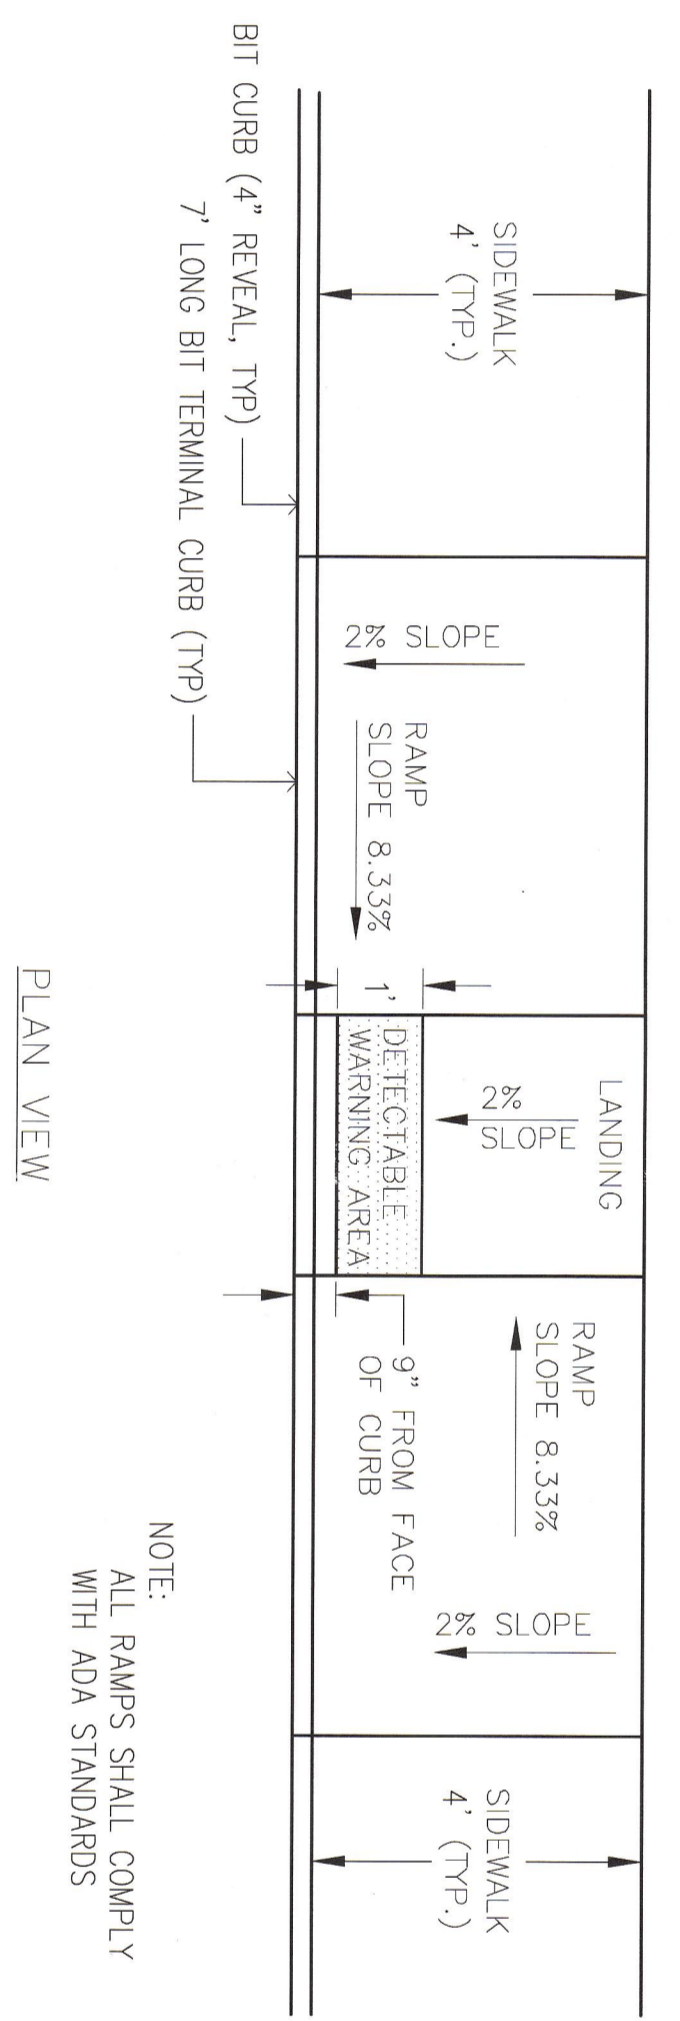 SIDEWALK
4' (TYP.)
BIT CURB (4" REVEAL, TYP)
7' LONG BIT TERMINAL CURB (TYP)
2% SLOPE
RAMP
SLOPE 8.33%
1'
LANDING
2%
SLOPE
DETECTABLE
WARNING AREA
RAMP
SLOPE 8.33%
9" FROM FACE
OF CURB
2% SLOPE
SIDEWALK
4' (TYP.)
PLAN VIEW
NOTE:
ALL RAMPS SHALL COMPLY
WITH ADA STANDARDS